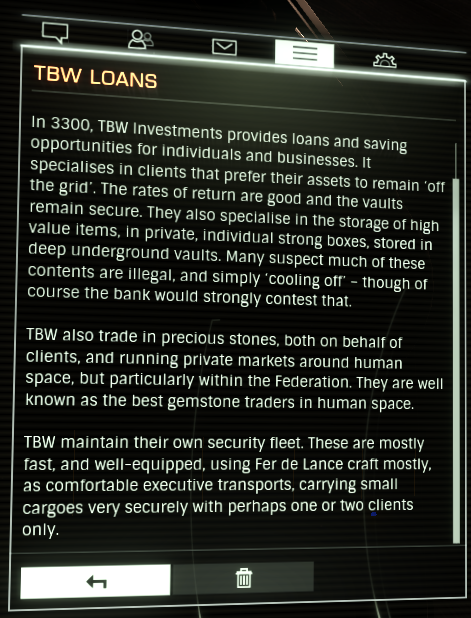 TBW LOANS
In 3300, TBW Investments provides loans and saving
opportunities for individuals and businesses. It
specialises in clients that prefer their assets to remain 'off
the grid'. The rates of return are good and the vaults
remain secure. They also specialise in the storage of high
value items, in private, individual strong boxes, stored in
deep underground vaults. Many suspect much of these
contents are illegal, and simply 'cooling off' – though of
course the bank would strongly contest that.
TBW also trade in precious stones, both on behalf of
clients, and running private markets around human
space, but particularly within the Federation. They are well
known as the best gemstone traders in human space.
TBW maintain their own security fleet. These are mostly
fast, and well-equipped, using Fer de Lance craft mostly,
as comfortable executive transports, carrying small
cargoes very securely with perhaps one or two clients
only.